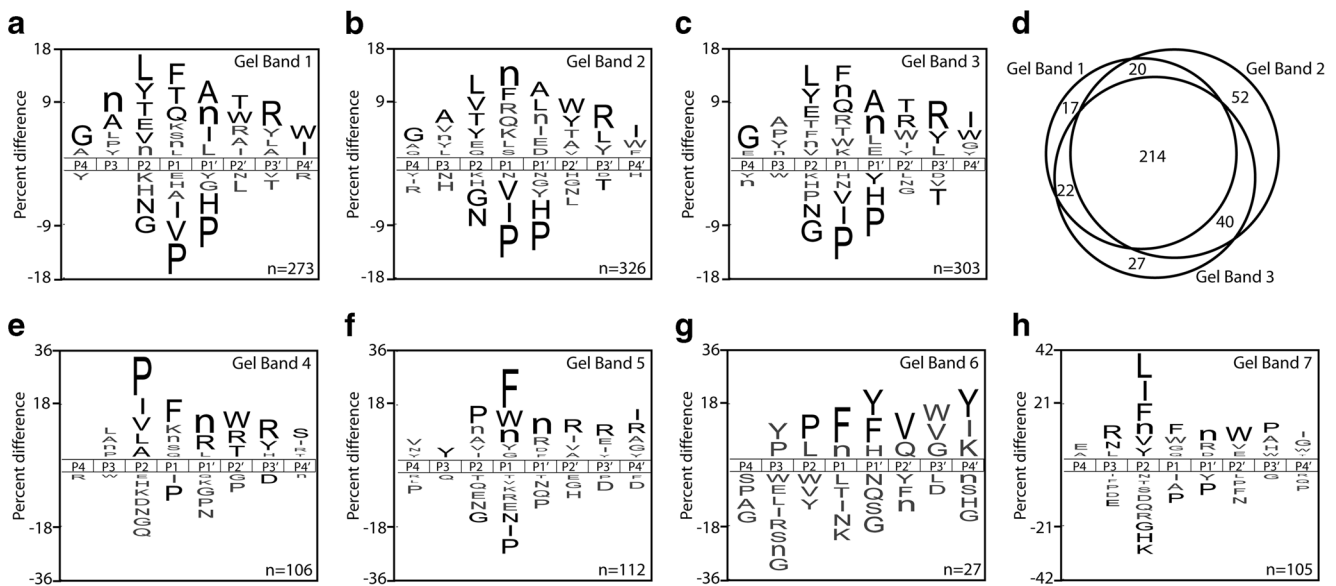 a
18
9
-9
-18
Percent difference
Gel Band 1
G
n A
L Y T E V n
F T Q K S
A n I L
T W R A I
R Y L A
W I
P4 P3 P2 P1 P1′ P2′ P3′ P4′
Y
K H N G
E H A I V P
Y G H P
N L
V T
R
n=273
b
18
9
-9
-18
Percent difference
Gel Band 2
G
A V
L V T Y E G
n F R Q K L S
A L n I E D
W Y T A V
R L Y
I W F
P4 P3 P2 P1 P1′ P2′ P3′ P4′
Y I R
N H
K H G N
N V I P
N G Y H P
H G N L
D T
H
n=326
c
18
9
-9
-18
Percent difference
Gel Band 3
G E
A P Y n
L Y E T F n V
F n Q R T W K
A n L E
T R W I Y
R Y L
I W G Y
P4 P3 P2 P1 P1′ P2′ P3′ P4′
Y n
W
K H P N G
H N V I P
Y H P
L N G
D V T
n=303
d
Gel Band 1
Gel Band 2
Gel Band 3
20
52
17
214
22
40
27
e
36
18
-18
-36
Percent difference
Gel Band 4
L A n P
P I V L A
F K n S Q
n R L
W R T
R Y H
S I R
P4 P3 P2 P1 P1′ P2′ P3′ P4′
R
W
E H K D N G Q
I P
K G P N
G P
D
n
n=106
f
36
18
-18
-36
Percent difference
Gel Band 5
Y
P n A V I
F W n Y G
n R D P
R I V A
R E Y I
I R A G Y F
P4 P3 P2 P1 P1′ P2′ P3′ P4′
P
Q
T Q R E N G
K R E N I P
I N Q P
E G H
F D
D
n=112
g
36
18
-18
-36
Percent difference
Gel Band 6
Y P
P L
F n
Y F H
V Q
W V G
Y I K
P4 P3 P2 P1 P1′ P2′ P3′ P4′
S P A G
W E L I R S n G
W V Y
L T I N K
N Q S G
Y F n
L D
n S H G
n=27
h
42
21
-21
-42
Percent difference
Gel Band 7
E A
R N L
L I F n V Y
F W G Q
n R D
W V E
P A H W
I G
P4 P3 P2 P1 P1′ P2′ P3′ P4′
I P D E
T S D Q R G H K
I A P
Y P
L P F N
G
P
n=105